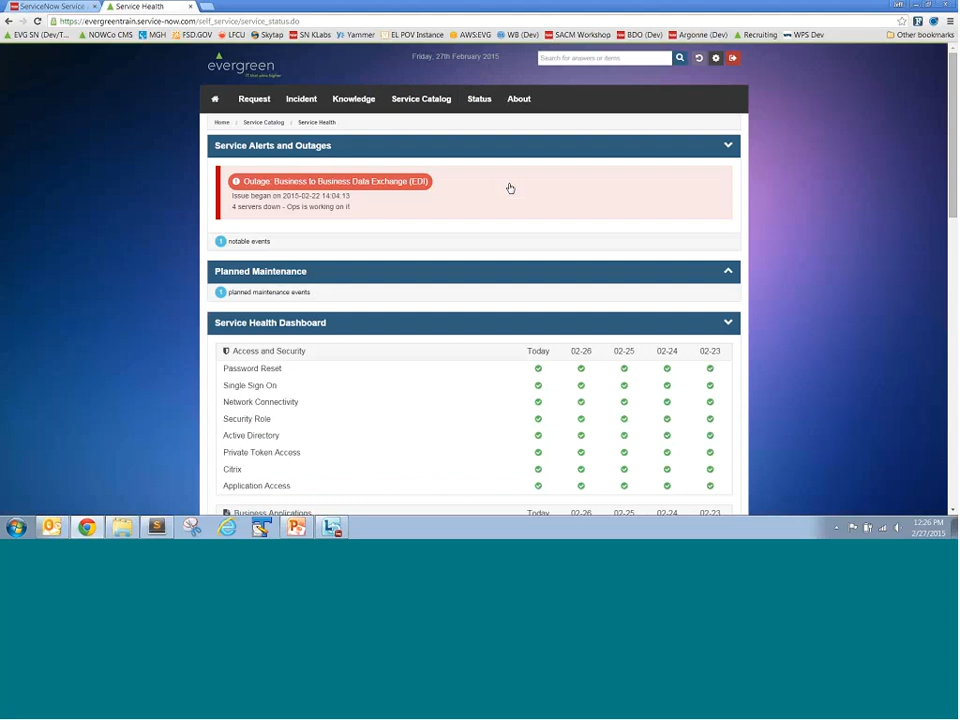 ServiceNow Service
Service Health
Jeff
https://evergreentrain.service-now.com/self_service/service_status.do
EVG SN (Dev/T...
NOWCo CMS
MGH
FSD.GOV
LFCU
Skytap
SN KLabs
Yammer
EL POV Instance
AWS:EVG
WB (Dev)
SACM Workshop
BDO (Dev)
Argonne (Dev)
Recruiting
WPS Dev
Other bookmarks
evergreen
Friday, 27th February 2015
Search for answers or items
Request Incident Knowledge Service Catalog Status About
Home / Service Catalog / Service Health
Service Alerts and Outages
Outage: Business to Business Data Exchange (EDI)
Issue began on 2015-02-22 14:04:13
4 servers down - Ops is working on it
1 notable events
Planned Maintenance
1 planned maintenance events
Service Health Dashboard
Access and Security Today 02-26 02-25 02-24 02-23
Password Reset
Single Sign On
Network Connectivity
Security Role
Active Directory
Private Token Access
Citrix
Application Access
Business Applications Today 02-26 02-25 02-24 02-23
12:26 PM
2/27/2015